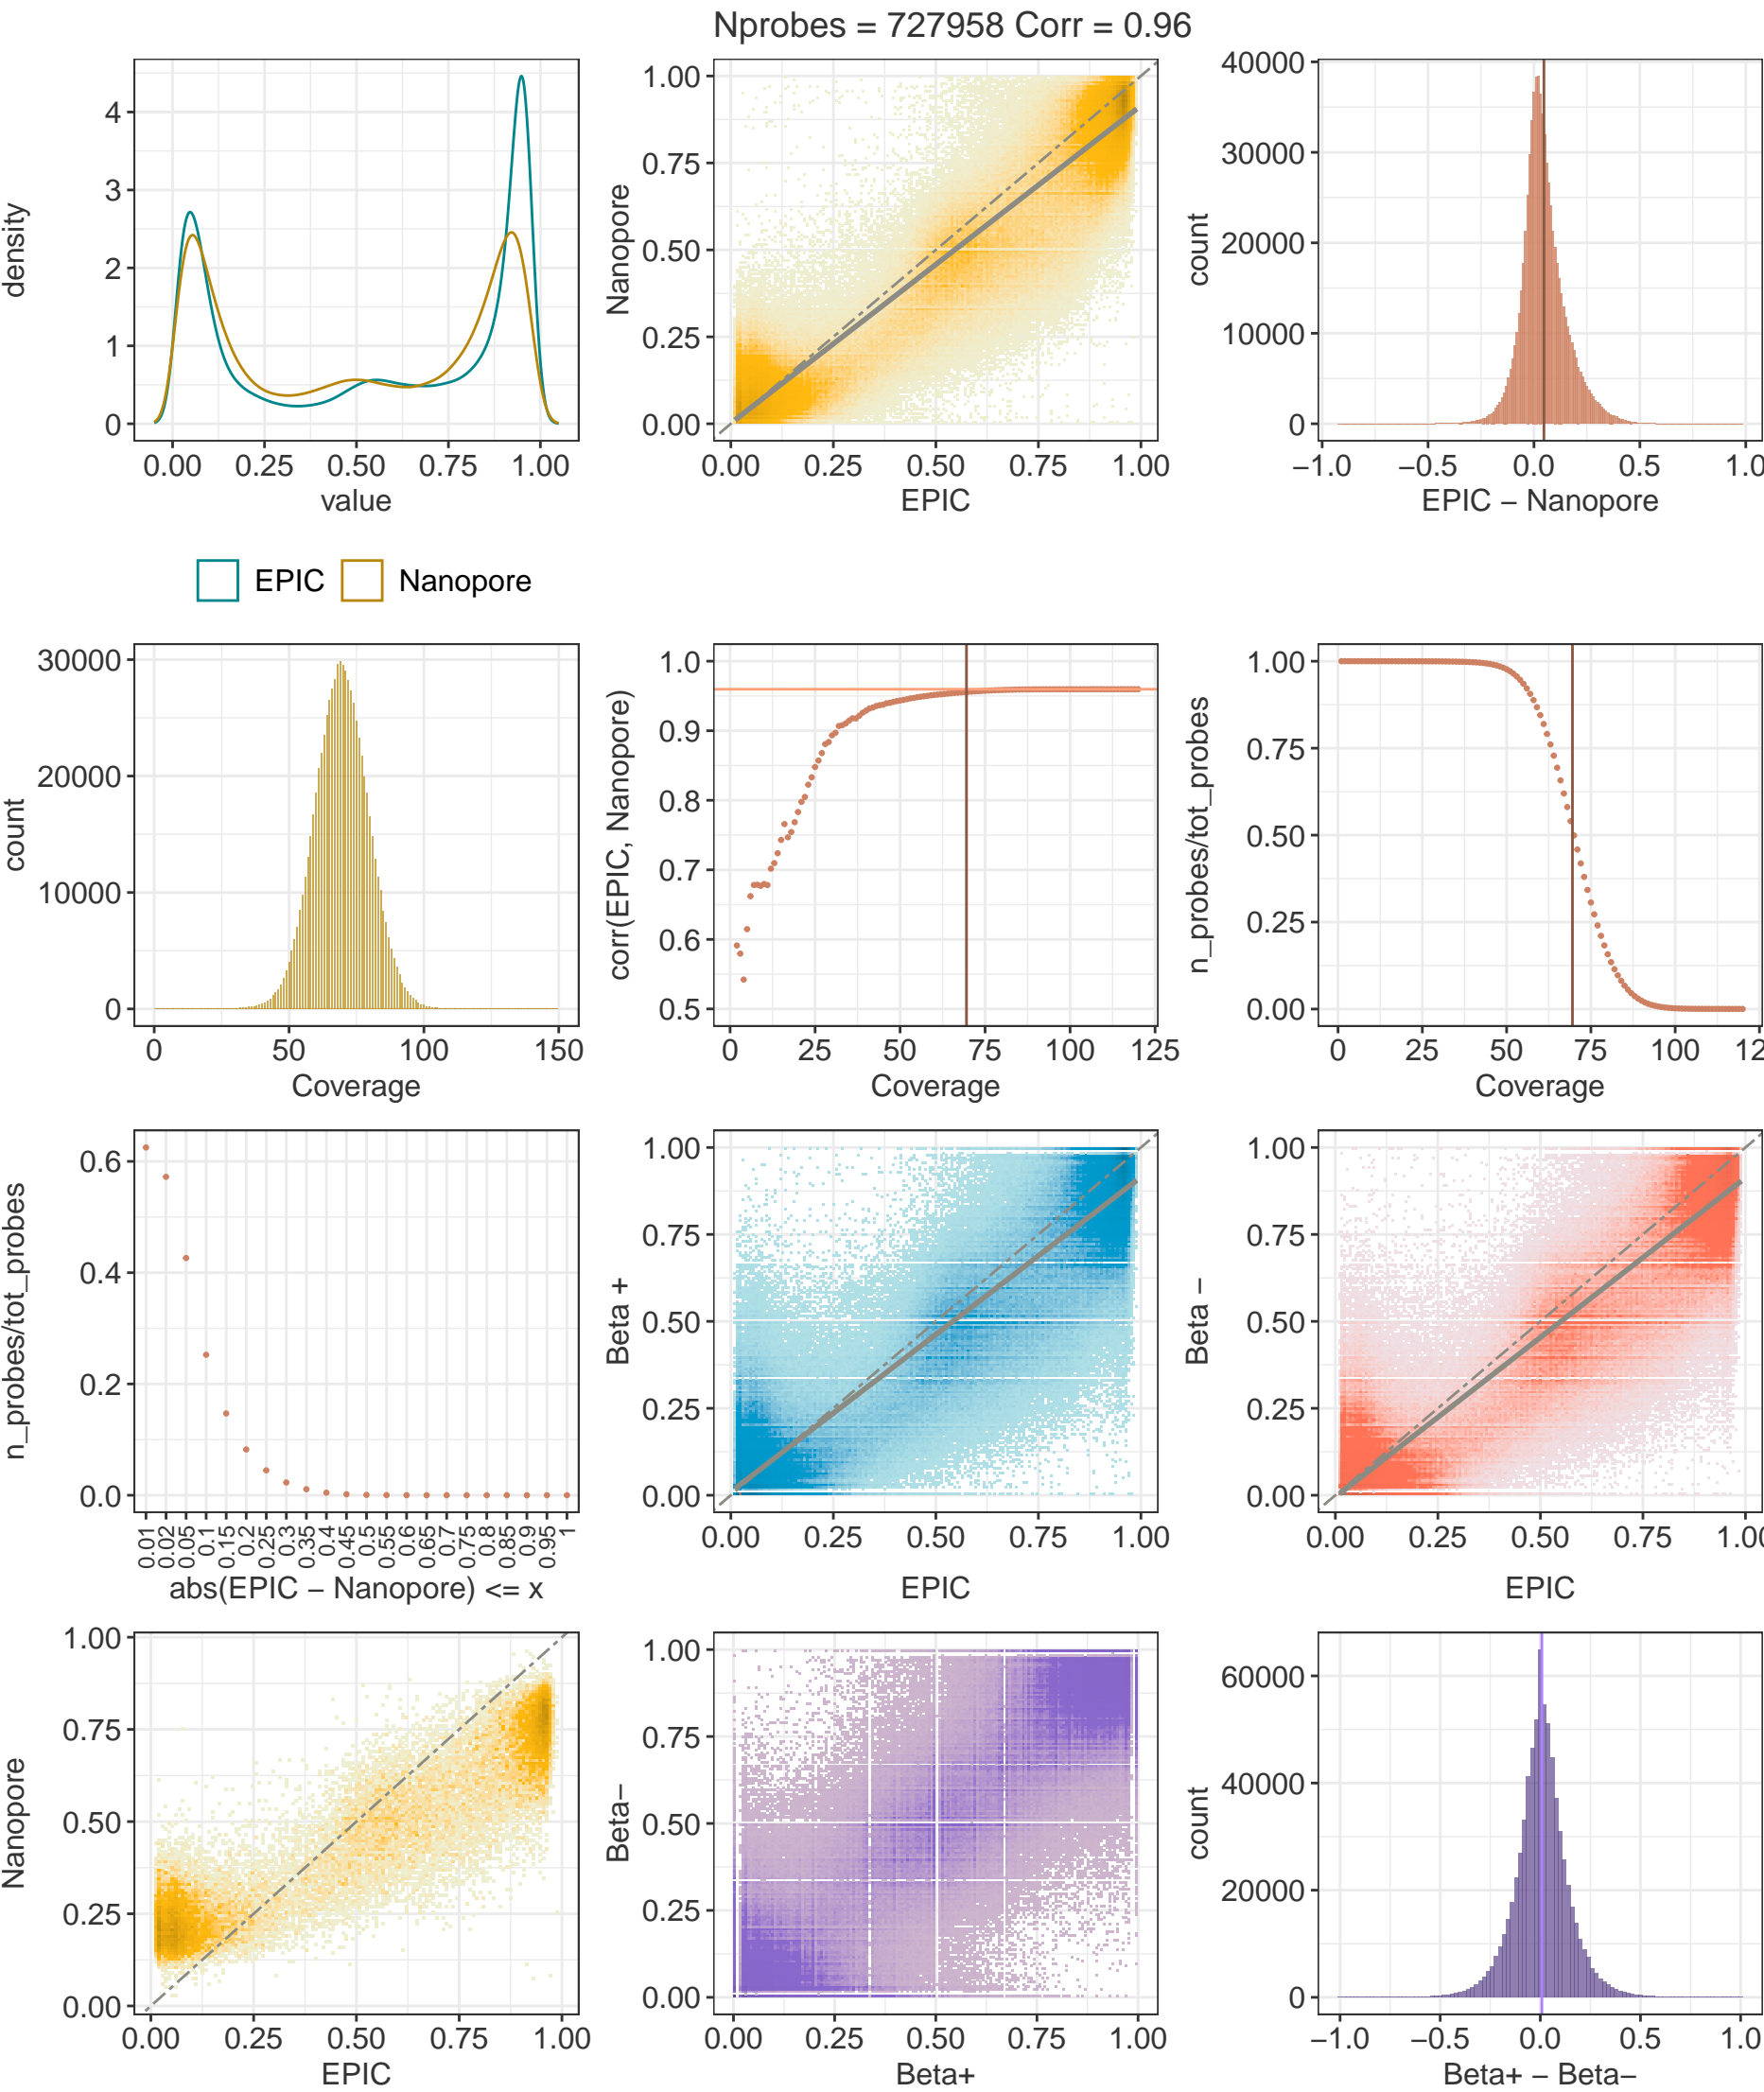 Nprobes = 727958 Corr = 0.96
density
4
3
2
1
0
0.00 0.25 0.50 0.75 1.00
value
Nanopore
1.00
0.75
0.50
0.25
0.00
0.00 0.25 0.50 0.75 1.00
EPIC
count
40000
30000
20000
10000
0
−1.0 −0.5 0.0 0.5 1.0
EPIC − Nanopore
EPIC Nanopore
count
30000
20000
10000
0
0 50 100 150
Coverage
corr(EPIC, Nanopore)
1.0
0.9
0.8
0.7
0.6
0.5
0 25 50 75 100 125
Coverage
n_probes/tot_probes
1.00
0.75
0.50
0.25
0.00
0 25 50 75 100 12
Coverage
n_probes/tot_probes
0.6
0.4
0.2
0.0
0.01 0.02 0.05 0.1 0.15 0.2 0.25 0.3 0.35 0.4 0.45 0.5 0.55 0.6 0.65 0.7 0.75 0.8 0.85 0.9 0.95 1
abs(EPIC − Nanopore) <= x
Beta +
1.00
0.75
0.50
0.25
0.00
0.00 0.25 0.50 0.75 1.00
EPIC
Beta −
1.00
0.75
0.50
0.25
0.00
0.00 0.25 0.50 0.75 1.00
EPIC
Nanopore
1.00
0.75
0.50
0.25
0.00
0.00 0.25 0.50 0.75 1.00
EPIC
Beta−
1.00
0.75
0.50
0.25
0.00
0.00 0.25 0.50 0.75 1.00
Beta+
count
60000
40000
20000
0
−1.0 −0.5 0.0 0.5 1.0
Beta+ − Beta−